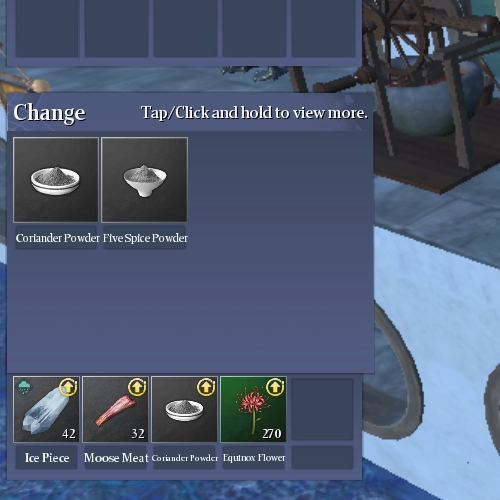 Change
Tap/Click and hold to view more.
Coriander Powder
Five Spice Powder
42
32
270
Ice Piece
Moose Meat
Coriander Powder
Equinox Flower